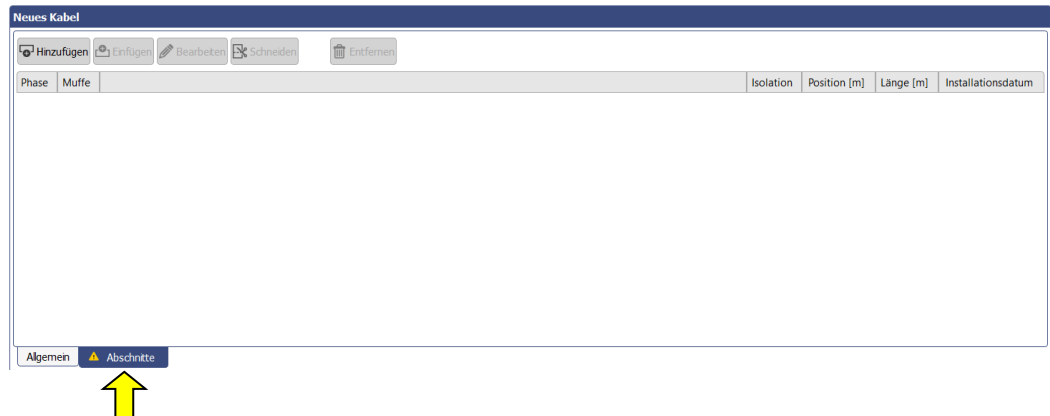 Neues Kabel
Hinzufügen Einfügen Bearbeiten Schneiden Entfernen
Phase Muffe Isolation Position [m] Länge [m] Installationsdatum
Allgemein Abschnitte